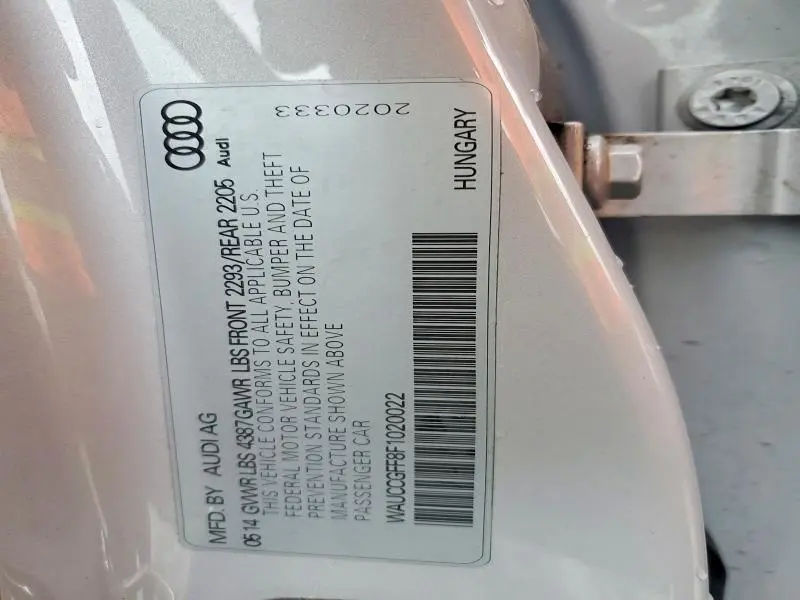 MFD. BY AUDI AG
05 14 GVWR LBS 4387 GAWR LBS FRONT 2293/REAR 2205 Audi
THIS VEHICLE CONFORMS TO ALL APPLICABLE U.S.
FEDERAL MOTOR VEHICLE SAFETY, BUMPER AND THEFT
PREVENTION STANDARDS IN EFFECT ON THE DATE OF
MANUFACTURE SHOWN ABOVE
PASSENGER CAR
WAUCCGFF8F1020022
HUNGARY
2020333